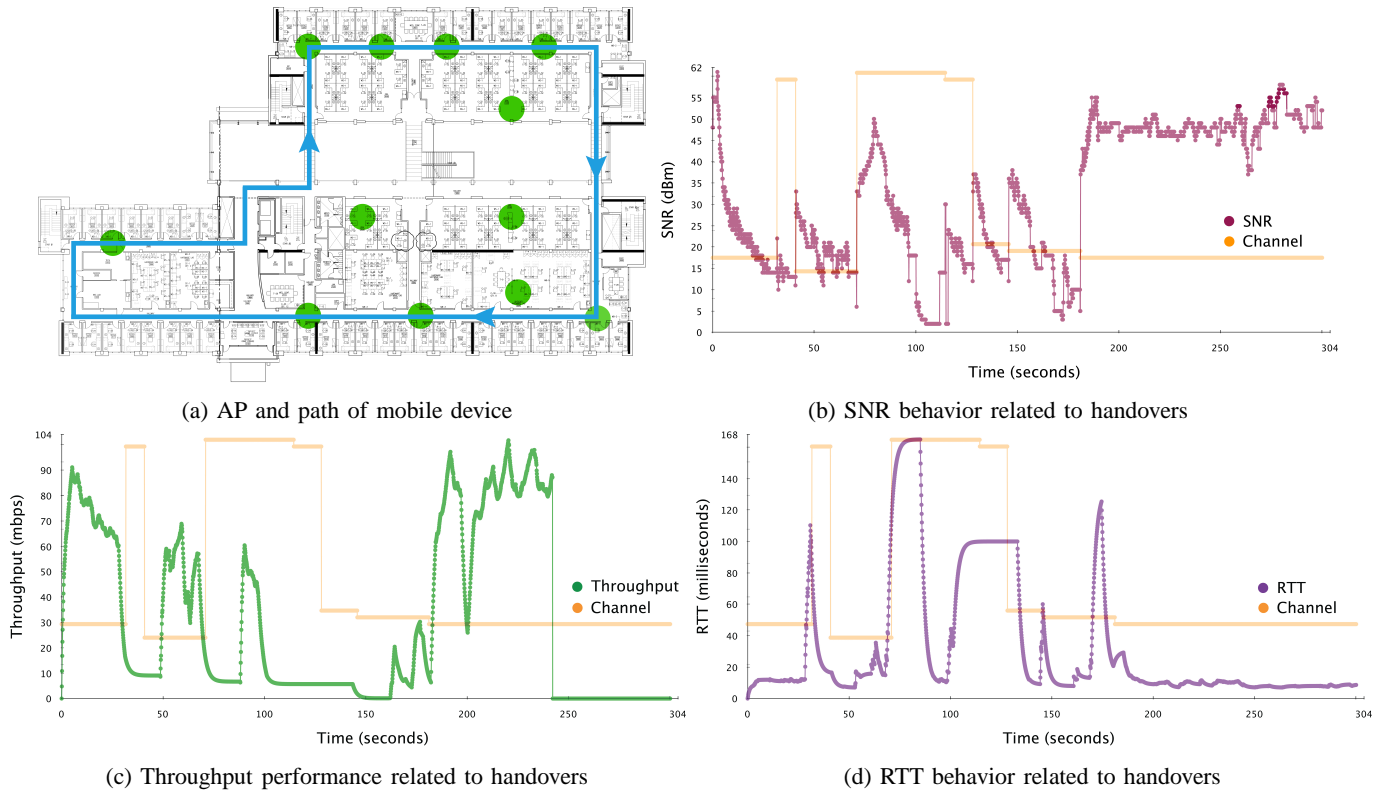 (a) AP and path of mobile device
62
55
50
45
40
35
30
25
20
15
10
5
0
SNR (dBm)
SNR
Channel
0 50 100 150 200 250 304
Time (seconds)
(b) SNR behavior related to handovers
104
90
80
70
60
50
40
30
20
10
0
Throughput (mbps)
Throughput
Channel
0 50 100 150 200 250 304
Time (seconds)
(c) Throughput performance related to handovers
168
140
120
100
80
60
40
20
0
RTT (milliseconds)
RTT
Channel
0 50 100 150 200 250 304
Time (seconds)
(d) RTT behavior related to handovers